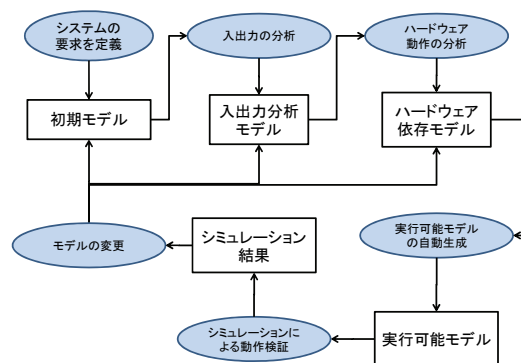 システムの
要求を定義
入出力の分析
ハードウェア
動作の分析
初期モデル
入出力分析
モデル
ハードウェア
依存モデル
モデルの変更
シミュレーション
結果
実行可能モデル
の自動生成
シミュレーションに
よる動作検証
実行可能モデル